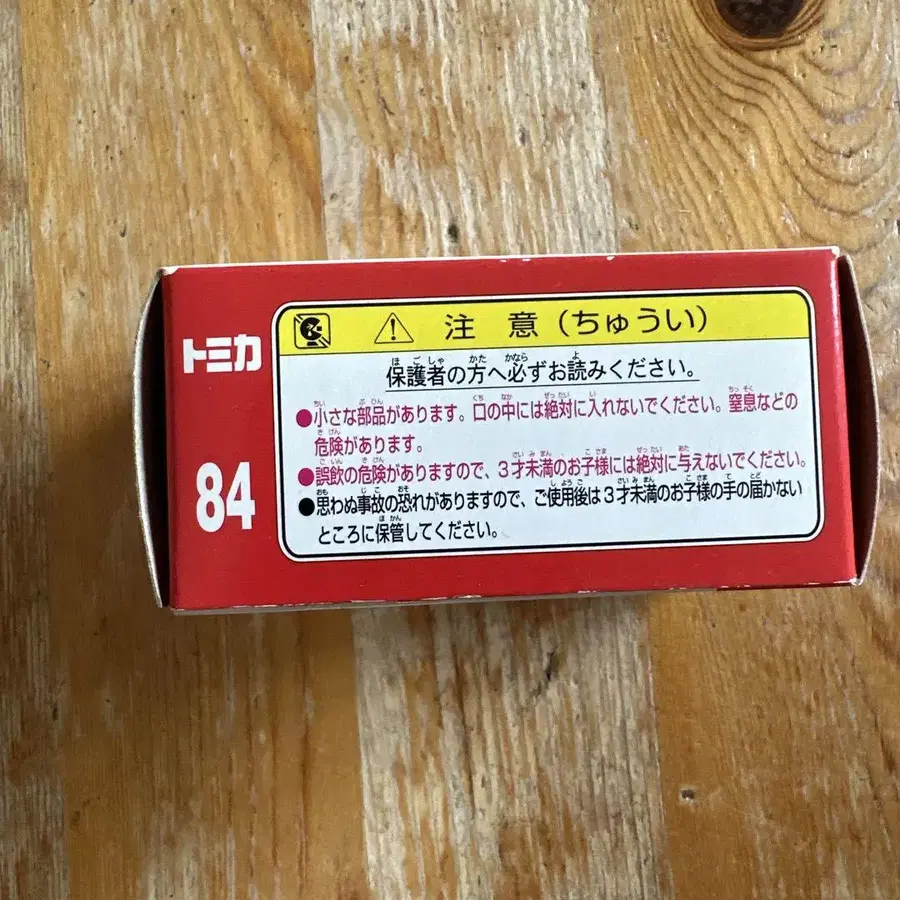 トミカ
84
注意(ちゅうい)
保護者の方へ必ずお読みください。
●小さな部品があります。口の中には絶対に入れないでください。窒息などの
危険があります。
●誤飲の危険がありますので、3才未満のお子様には絶対に与えないでください。
●思わぬ事故の恐れがありますので、ご使用後は3才未満のお子様の手の届かない
ところに保管してください。